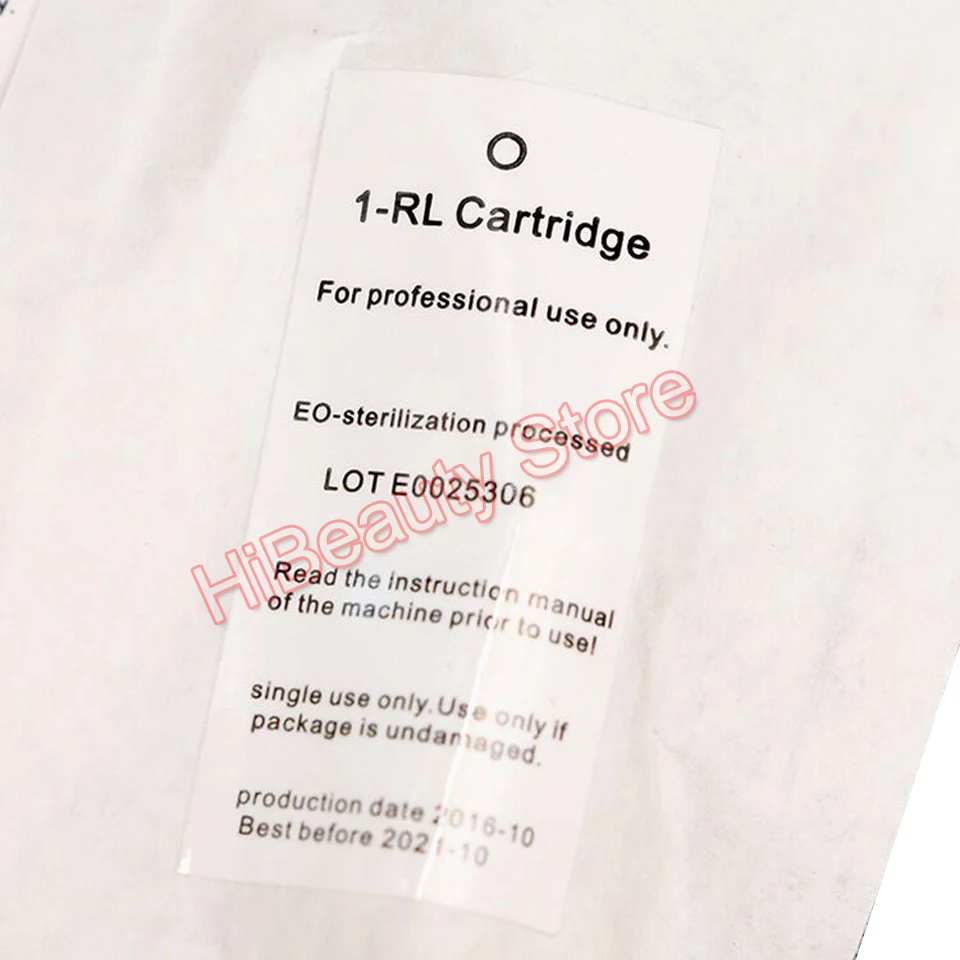 1-RL Cartridge
For professional use only.
EO-sterilization processed
LOT E0025306
HiBeauty Store
Read the instruction manual
of the machine prior to use!
single use only.Use only if
package is undamaged.
production date 2016-10
Best before 2021-10